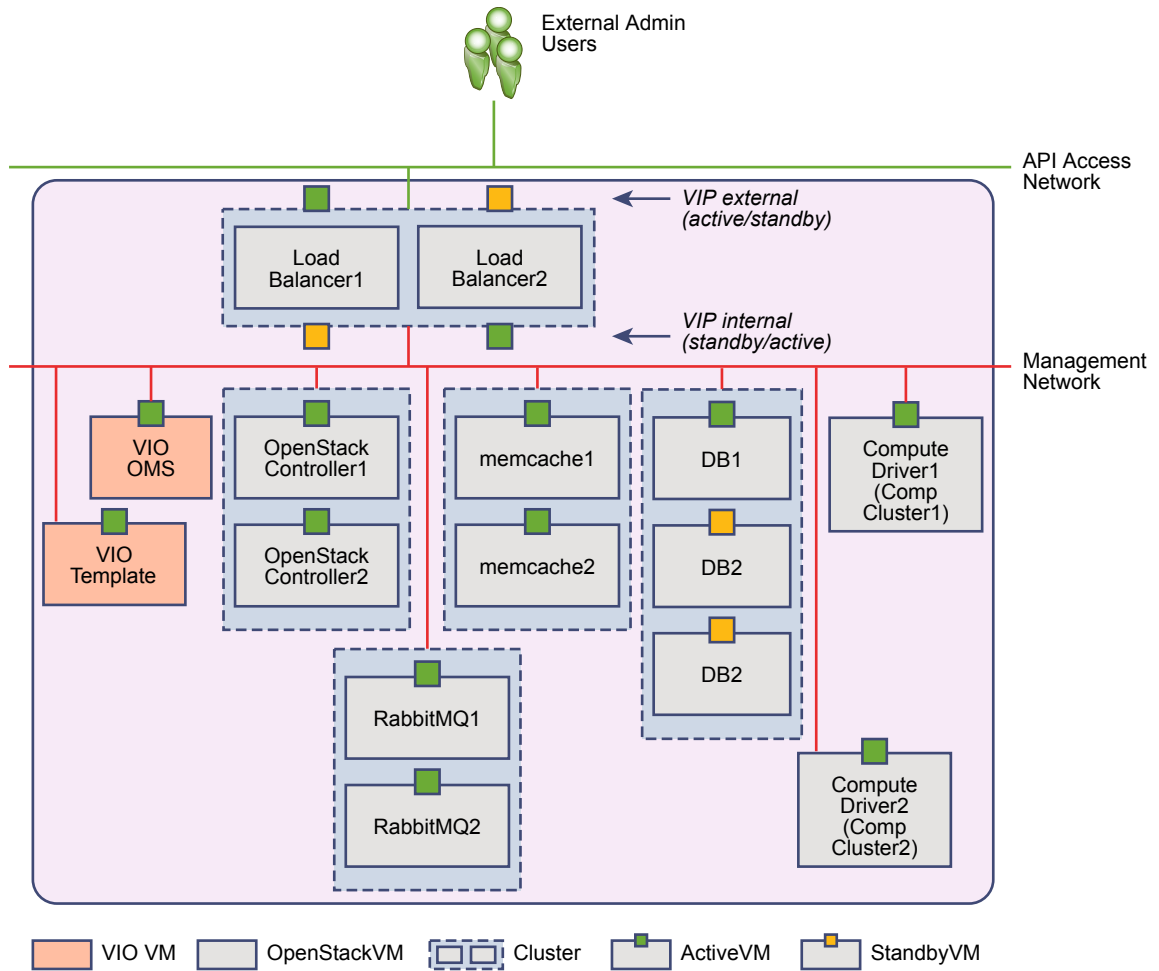 External Admin
Users
API Access
Network
VIP external
(active/standby)
Load
Balancer1
Load
Balancer2
VIP internal
(standby/active)
Management
Network
VIO
OMS
OpenStack
Controller1
memcache1
DB1
Compute
Driver1
(Comp
Cluster1)
VIO
Template
OpenStack
Controller2
memcache2
DB2
DB2
RabbitMQ1
RabbitMQ2
Compute
Driver2
(Comp
Cluster2)
VIO VM
OpenStackVM
Cluster
ActiveVM
StandbyVM